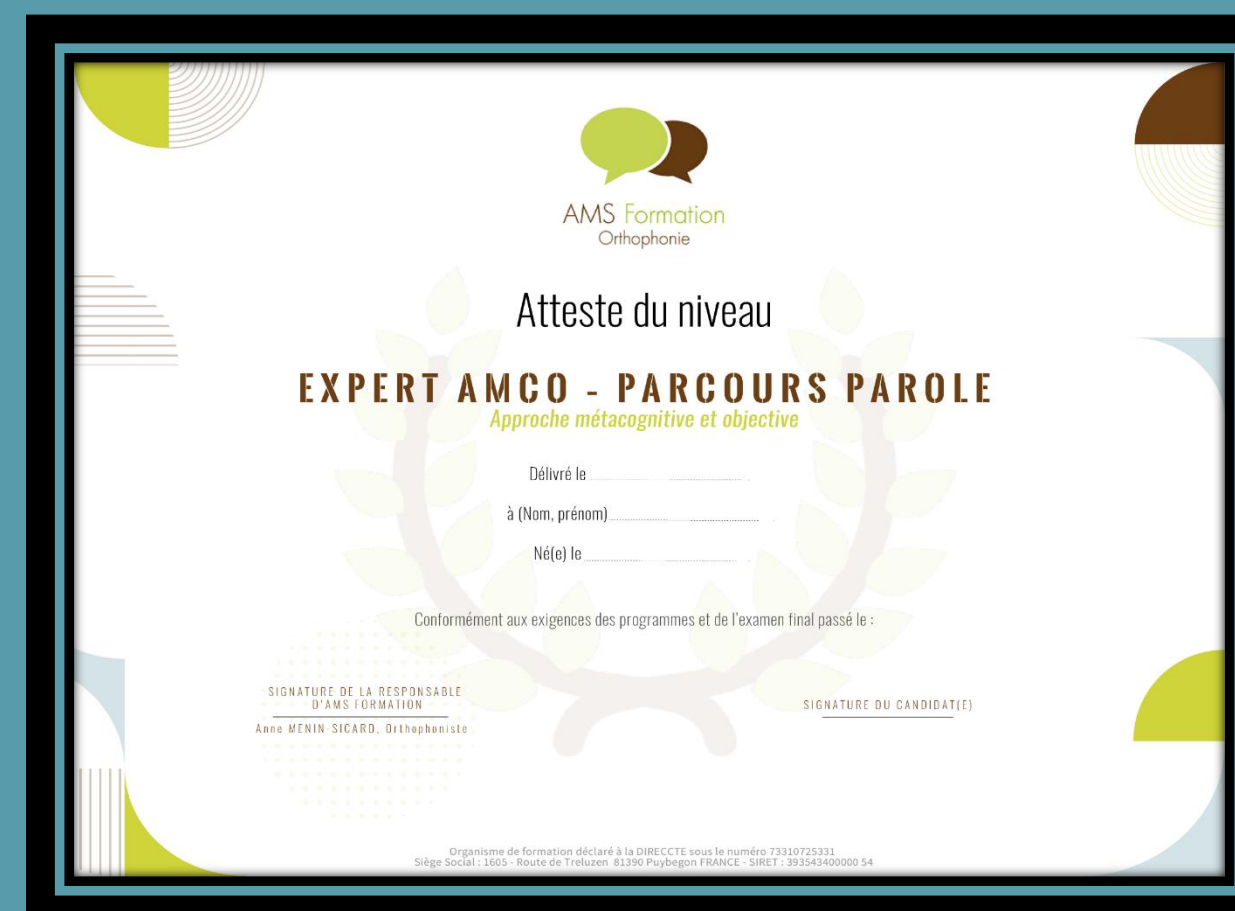 AMS Formation
Orthophonie
Atteste du niveau
EXPERT AMCO - PARCOURS PAROLE
Approche métacognitive et objective
Délivré le
à (Nom, prénom)
Né(e) le
Conformément aux exigences des programmes et de l'examen final passé le :
SIGNATURE DE LA RESPONSABLE
D'AMS FORMATION
Anne MENIN-SICARD, Orthophoniste
SIGNATURE DU CANDIDAT(E)
Organisme de formation déclaré à la DIRECCTE sous le numéro 73310725331
Siège Social : 1605 - Route de Treluzen 81390 Puybegon FRANCE - SIRET : 393543400000 54